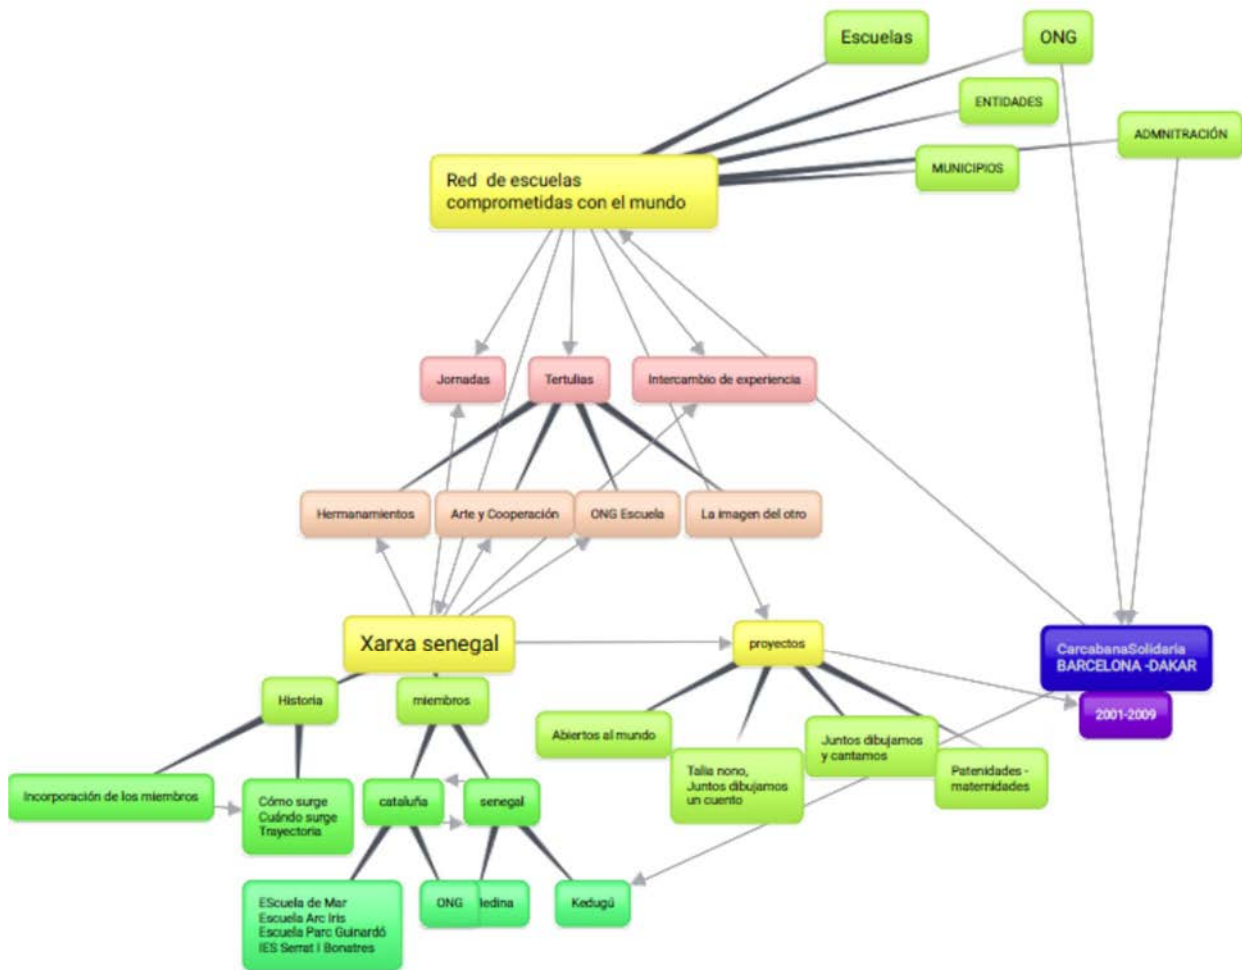 Escuelas
ONG
ENTIDADES
ADMNITRACIÓN
MUNICIPIOS
Red de escuelas
comprometidas con el mundo
Jornadas
Tertulias
Intercambio de experiencia
Hermanamientos
Arte y Cooperación
ONG Escuela
La imagen del otro
Xarxa senegal
proyectos
CarcabanaSolidaria
BARCELONA -DAKAR
2001-2009
Historia
miembros
Abiertos al mundo
Talia nono,
Juntos dibujamos
un cuento
Juntos dibujamos
y cantamos
Patenidades -
maternidades
Incorporación de los miembros
Cómo surge
Cuándo surge
Trayectoria
cataluña
senegal
EScuela de Mar
Escuela Arc Iris
Escuela Parc Guinardó
IES Serrat I Bonatres
ONG
Kedugú